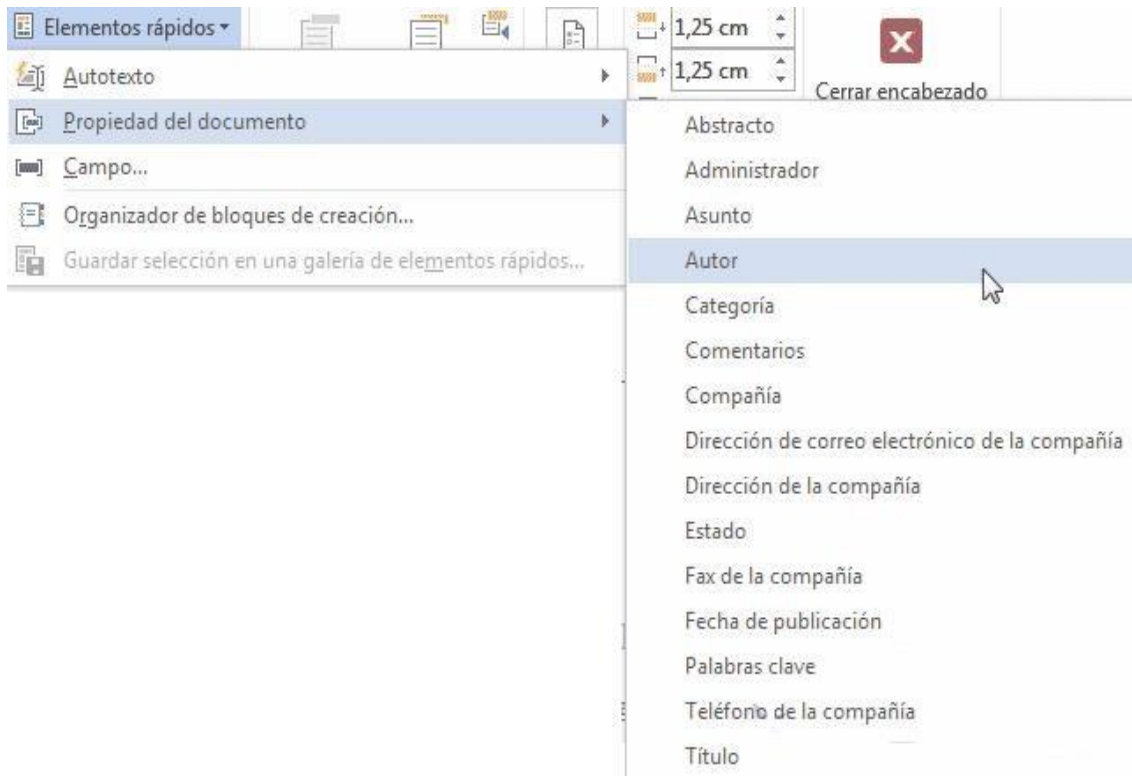 Elementos rápidos
1,25 cm
1,25 cm
Cerrar encabezado
Autotexto
Propiedad del documento
Campo...
Organizador de bloques de creación...
Guardar selección en una galería de elementos rápidos...
Abstracto
Administrador
Asunto
Autor
Categoría
Comentarios
Compañía
Dirección de correo electrónico de la compañía
Dirección de la compañía
Estado
Fax de la compañía
Fecha de publicación
Palabras clave
Teléfono de la compañía
Título